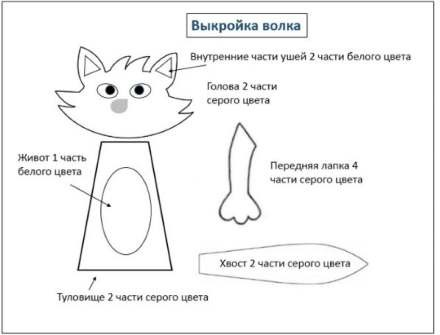 Выкройка волка
Внутренние части ушей 2 части белого цвета
Голова 2 части
серого цвета
Живот 1 часть
белого цвета
Передняя лапка 4
части серого цвета
Хвост 2 части серого цвета
Туловище 2 части серого цвета